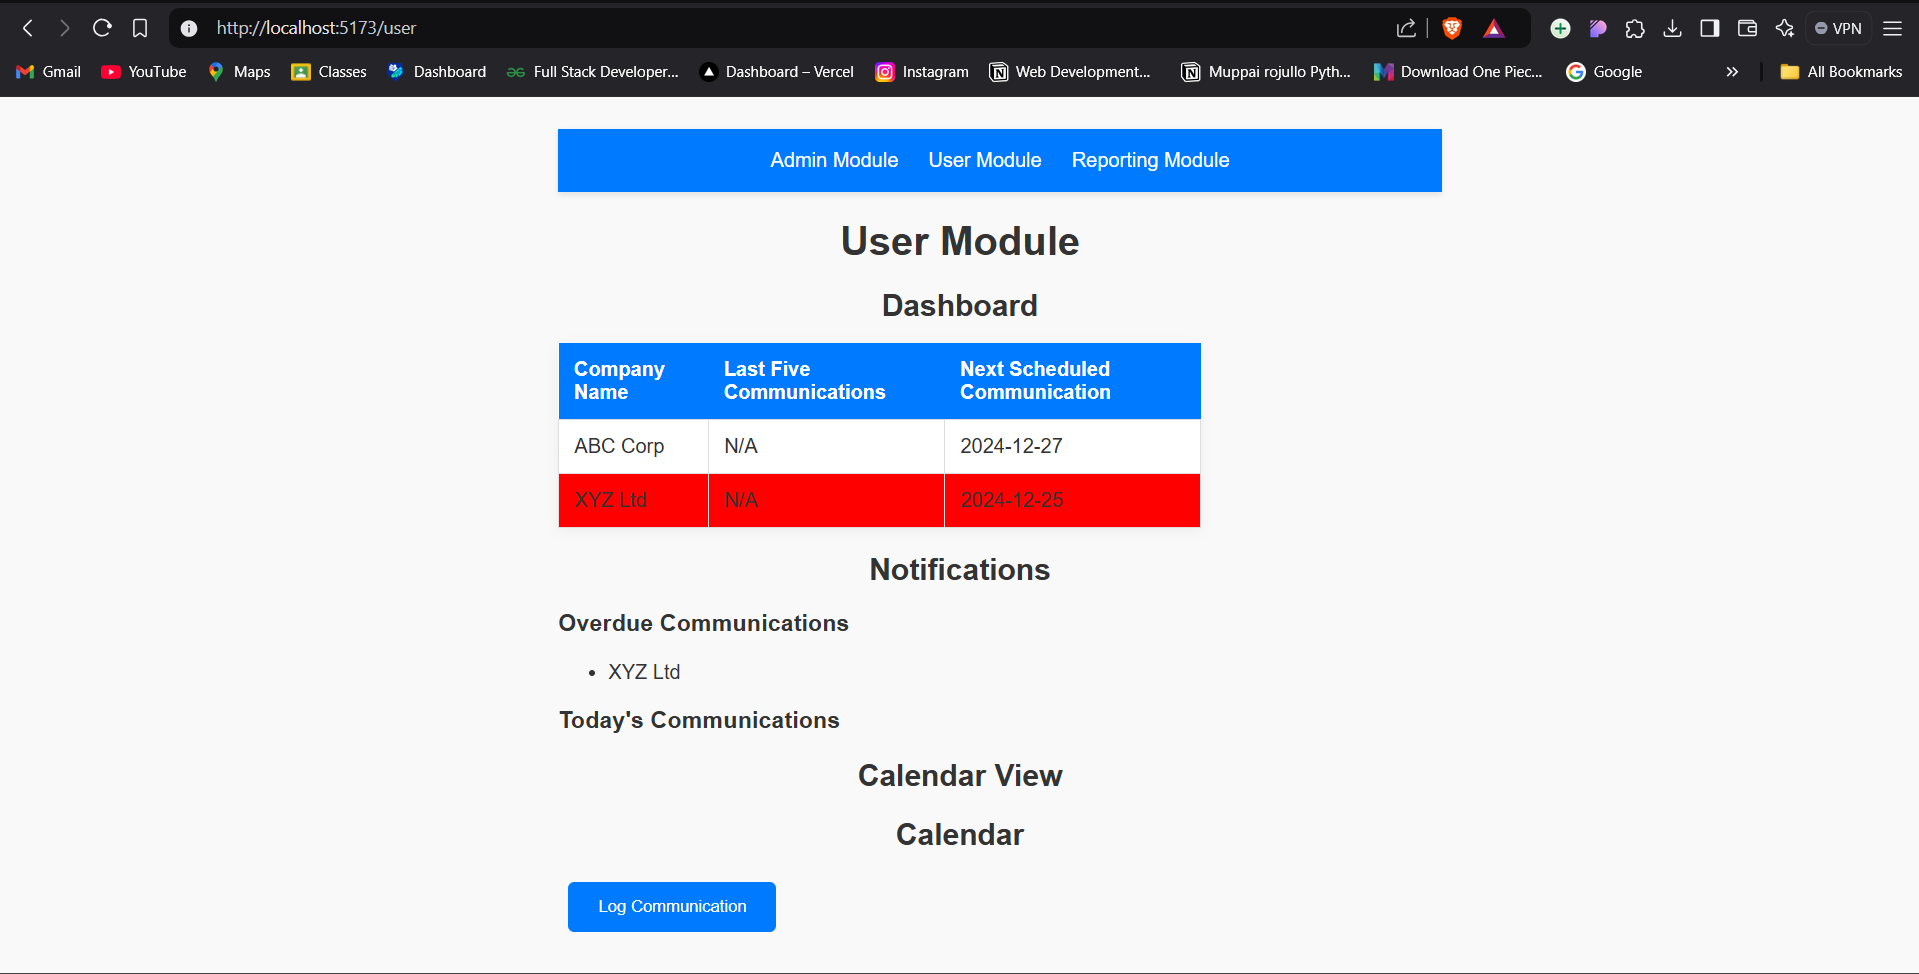 http://localhost:5173/user
VPN
Gmail
YouTube
Maps
Classes
Dashboard
Full Stack Developer...
Dashboard – Vercel
Instagram
Web Development...
Muppai rojullo Pyth...
Download One Piec...
Google
All Bookmarks
Admin Module
User Module
Reporting Module
User Module
Dashboard
Company Name
Last Five Communications
Next Scheduled Communication
ABC Corp
N/A
2024-12-27
XYZ Ltd
N/A
2024-12-25
Notifications
Overdue Communications
• XYZ Ltd
Today's Communications
Calendar View
Calendar
Log Communication